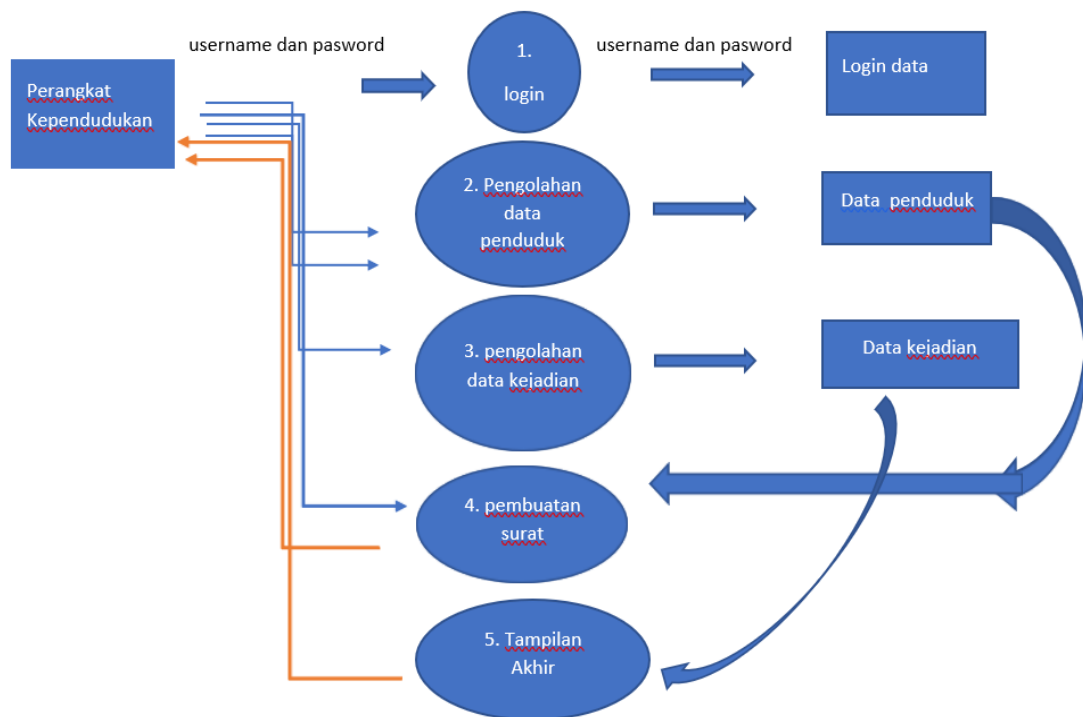 username dan pasword
1.
login
username dan pasword
Login data
Perangkat
Kependudukan
2. Pengolahan
data
penduduk
Data penduduk
3. pengolahan
data kejadian
Data kejadian
4. pembuatan
surat
5. Tampilan
Akhir